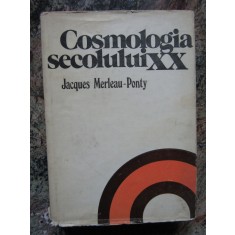 Cosmologia
secolului XX
Jacques Merleau-Ponty